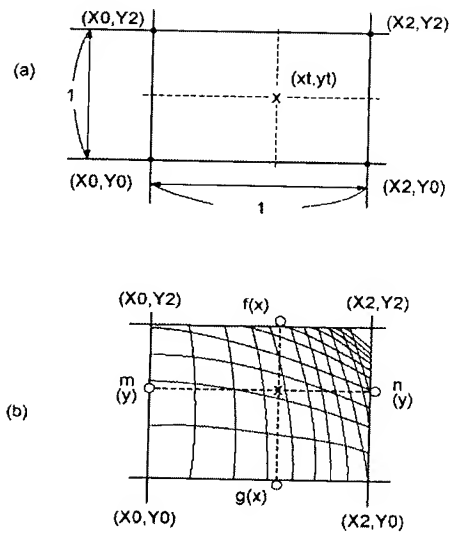 (X0,Y2)
(X2,Y2)
(a)
1
(xt,yt)
x
(X0,Y0)
(X2,Y0)
1
(X0,Y2)
f(x)
(X2,Y2)
m
(y)
x
n
(y)
(b)
g(x)
(X0,Y0)
(X2,Y0)